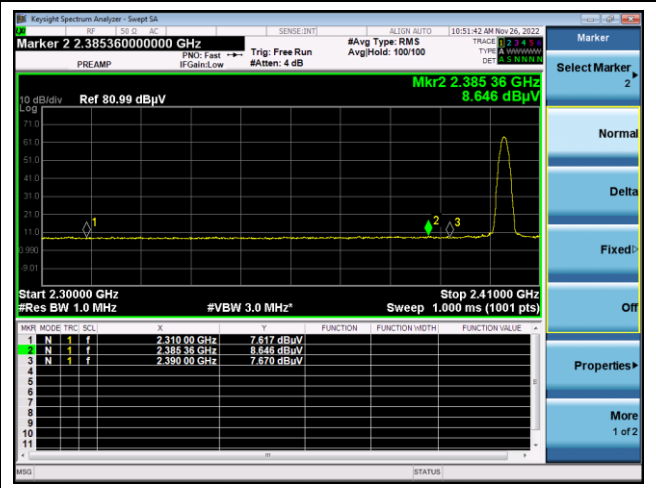 Keysight Spectrum Analyzer - Swept SA
RF 50 Ω AC SENSE:INT ALIGN AUTO 10:51:42 AM Nov 26, 2022
Marker 2 2.385360000000 GHz
PREAMP
PNO: Fast
IFGain:Low
Trig: Free Run
#Atten: 4 dB
#Avg Type: RMS
Avg|Hold: 100/100
TRACE 1 2 3 4 5 6
TYPE A WWWWW
DET A S N N N N
Mkr2 2.385 36 GHz
8.646 dBµV
10 dB/div Ref 80.99 dBµV
Log
71.0
61.0
51.0
41.0
31.0
21.0
11.0
0.990
-9.01
1
2
3
Start 2.30000 GHz
Stop 2.41000 GHz
#Res BW 1.0 MHz
#VBW 3.0 MHz*
Sweep 1.000 ms (1001 pts)
MKR MODE TRC SCL X Y FUNCTION FUNCTION WIDTH FUNCTION VALUE
1 N 1 f 2.310 00 GHz 7.617 dBµV
2 N 1 f 2.385 36 GHz 8.646 dBµV
3 N 1 f 2.390 00 GHz 7.670 dBµV
4
5
6
7
8
9
10
11
MSG
STATUS
Marker
Select Marker
2
Normal
Delta
Fixed
Off
Properties
More
1 of 2